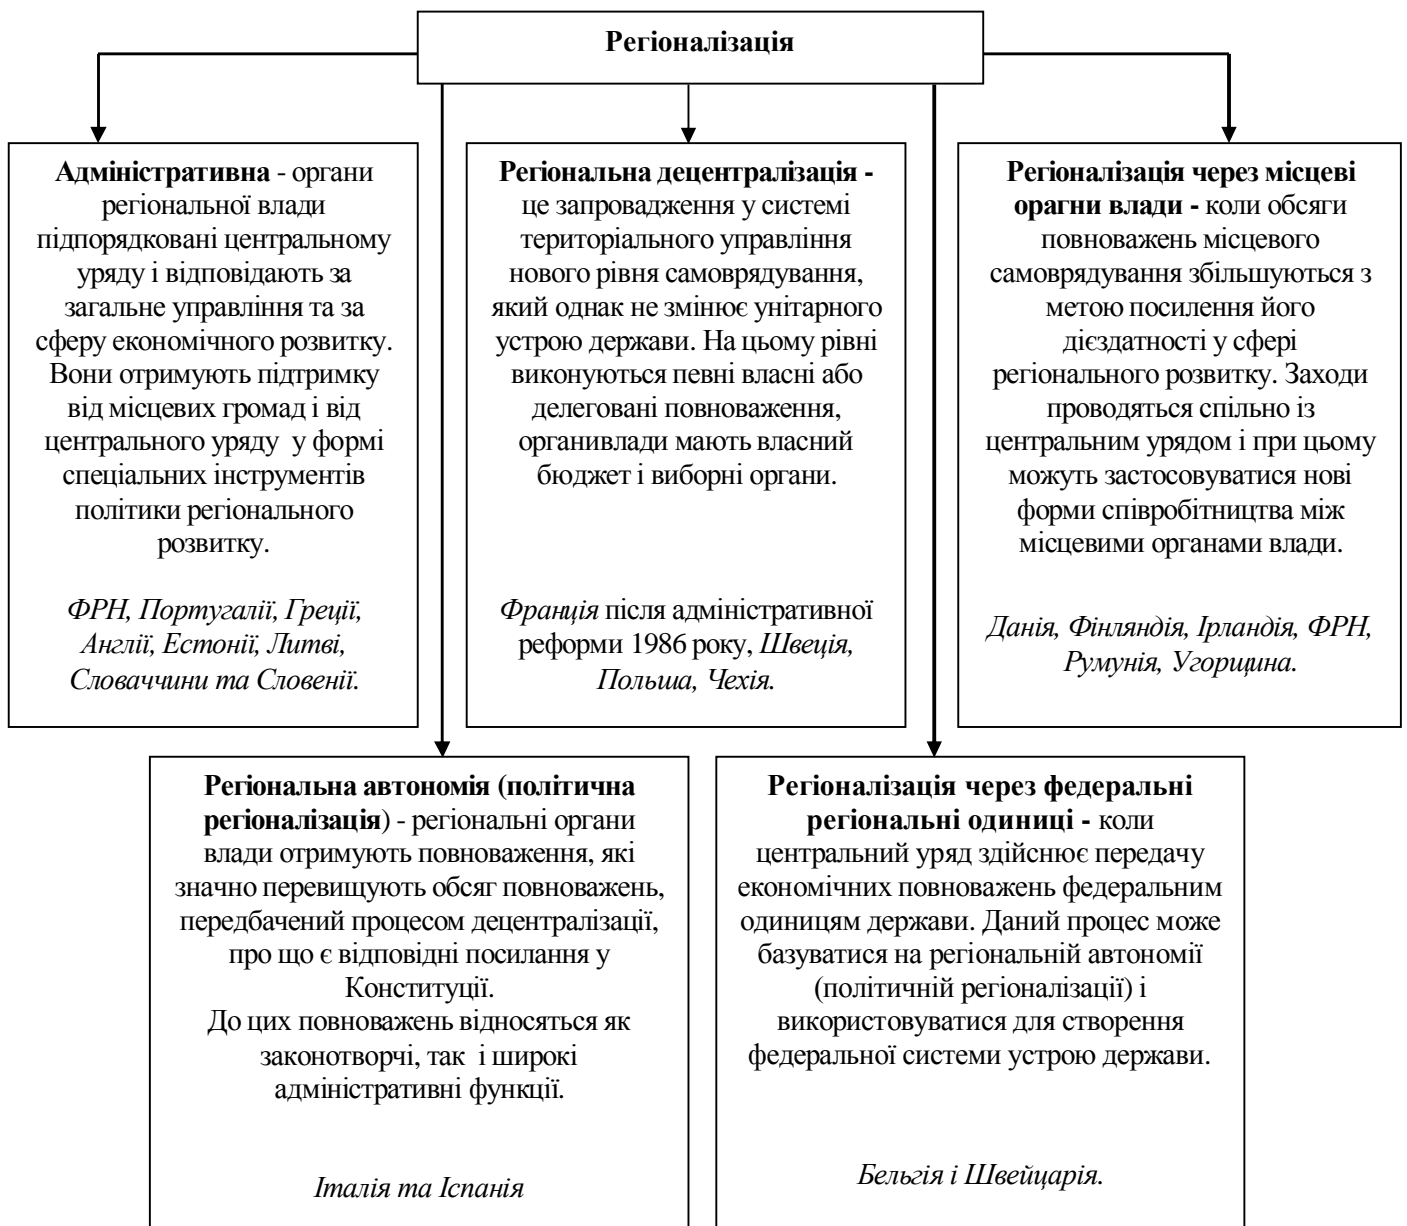 Регіоналізація
Адміністративна - органи
регіональної влади
підпорядковані центральному
уряду і відповідають за
загальне управління та за
сферу економічного розвитку.
Вони отримують підтримку
від місцевих громад і від
центрального уряду у формі
спеціальних інструментів
політики регіонального
розвитку.
ФРН, Португалії, Греції,
Англії, Естонії, Литві,
Словаччини та Словенії.
Регіональна децентралізація -
це запровадження у системі
територіального управління
нового рівня самоврядування,
який однак не змінює унітарного
устрою держави. На цьому рівні
виконуються певні власні або
делеговані повноваження,
органивлади мають власний
бюджет і виборні органи.
Франція після адміністративної
реформи 1986 року, Швеція,
Польша, Чехія.
Регіоналізація через місцеві
орагни влади - коли обсяги
повноважень місцевого
самоврядування збільшуються з
метою посилення його
дієздатності у сфері
регіонального розвитку. Заходи
проводяться спільно із
центральним урядом і при цьому
можуть застосовуватися нові
форми співробітництва між
місцевими органами влади.
Данія, Фінляндія, Ірландія, ФРН,
Румунія, Угорщина.
Регіональна автономія (політична
регіоналізація) - регіональні органи
влади отримують повноваження, які
значно перевищують обсяг повноважень,
передбачений процесом децентралізації,
про що є відповідні посилання у
Конституції.
До цих повноважень відносяться як
законотворчі, так і широкі
адміністративні функції.
Італія та Іспанія
Регіоналізація через федеральні
регіональні одиниці - коли
центральний уряд здійснює передачу
економічних повноважень федеральним
одиницям держави. Даний процес може
базуватися на регіональній автономії
(політичній регіоналізації) і
використовуватися для створення
федеральної системи устрою держави.
Бельгія і Швейцарія.